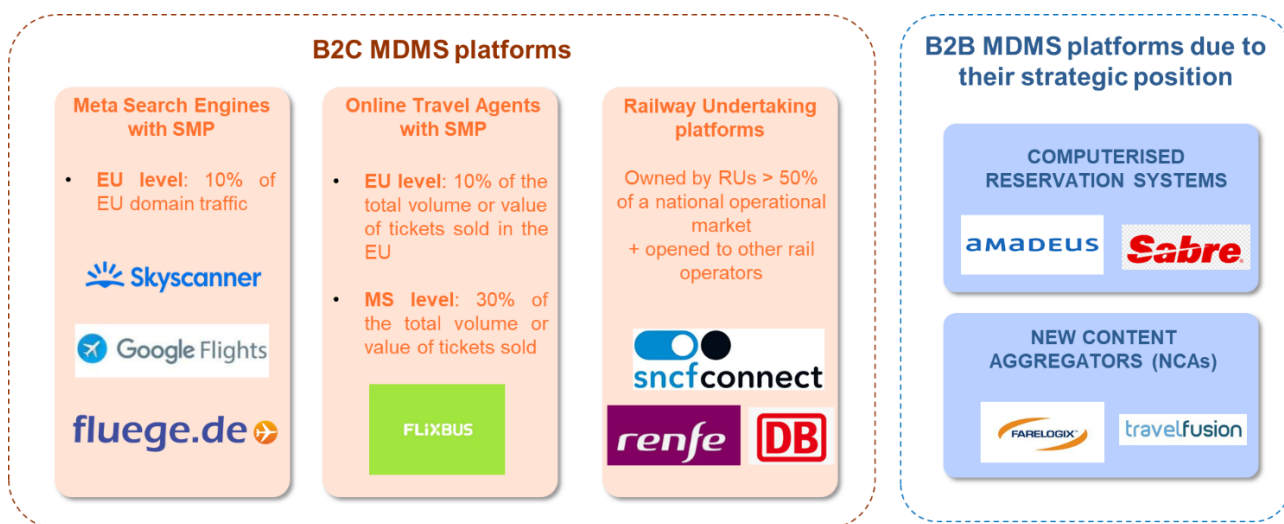 B2C MDMS platforms
Meta Search Engines
with SMP
• EU level: 10% of
EU domain traffic
Skyscanner
Google Flights
fluege.de
Online Travel Agents
with SMP
• EU level: 10% of the
total volume or value
of tickets sold in the
EU
• MS level: 30% of
the total volume or
value of tickets sold
FLiXBUS
Railway Undertaking
platforms
Owned by RUs > 50%
of a national operational
market
+ opened to other rail
operators
sncf connect
renfe
DB
B2B MDMS platforms due to
their strategic position
COMPUTERISED
RESERVATION SYSTEMS
amadeus
Sabre
NEW CONTENT
AGGREGATORS (NCAs)
FARELOGIX
travelfusion